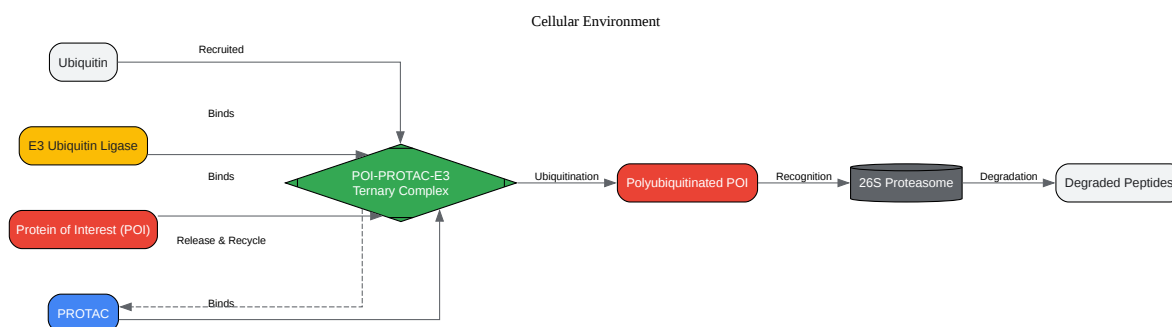 Cellular Environment
Ubiquitin
Recruited
Binds
E3 Ubiquitin Ligase
Binds
POI-PROTAC-E3
Ternary Complex
Ubiquitination
Polyubiquitinated POI
Recognition
26S Proteasome
Degradation
Degraded Peptides
Protein of Interest (POI)
Release & Recycle
Binds
PROTAC